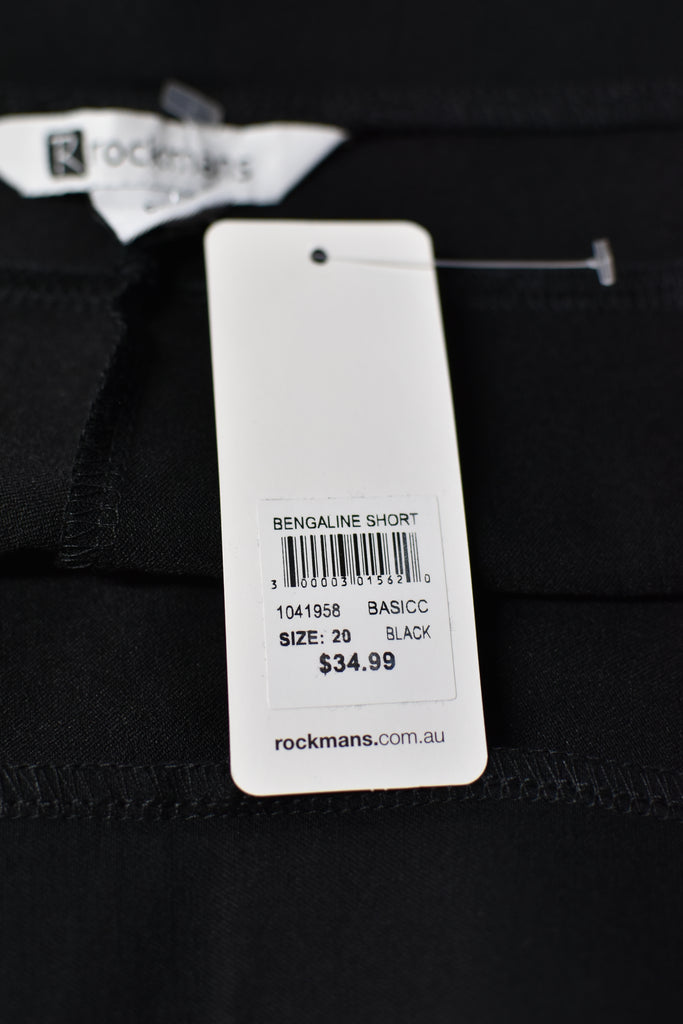 R rockmans
BENGALINE SHORT
3 00003 01562 0
1041958 BASICC
SIZE: 20 BLACK
$34.99
rockmans.com.au